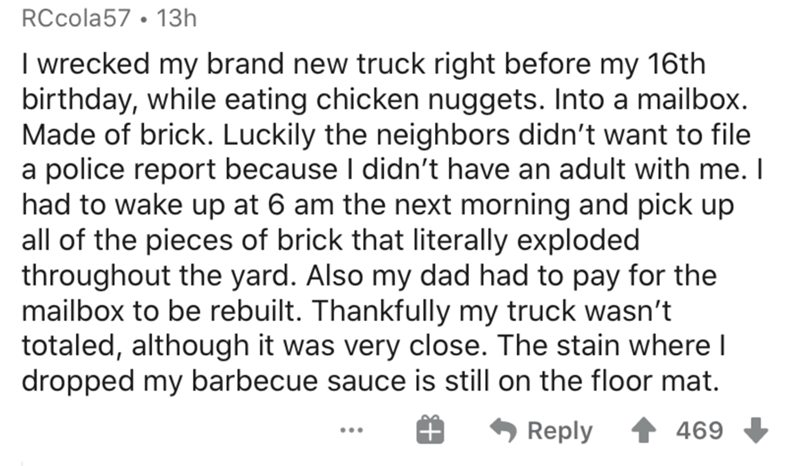 RCcola57 • 13h
I wrecked my brand new truck right before my 16th
birthday, while eating chicken nuggets. Into a mailbox.
Made of brick. Luckily the neighbors didn’t want to file
a police report because I didn’t have an adult with me. I
had to wake up at 6 am the next morning and pick up
all of the pieces of brick that literally exploded
throughout the yard. Also my dad had to pay for the
mailbox to be rebuilt. Thankfully my truck wasn’t
totaled, although it was very close. The stain where I
dropped my barbecue sauce is still on the floor mat.
... Reply 469